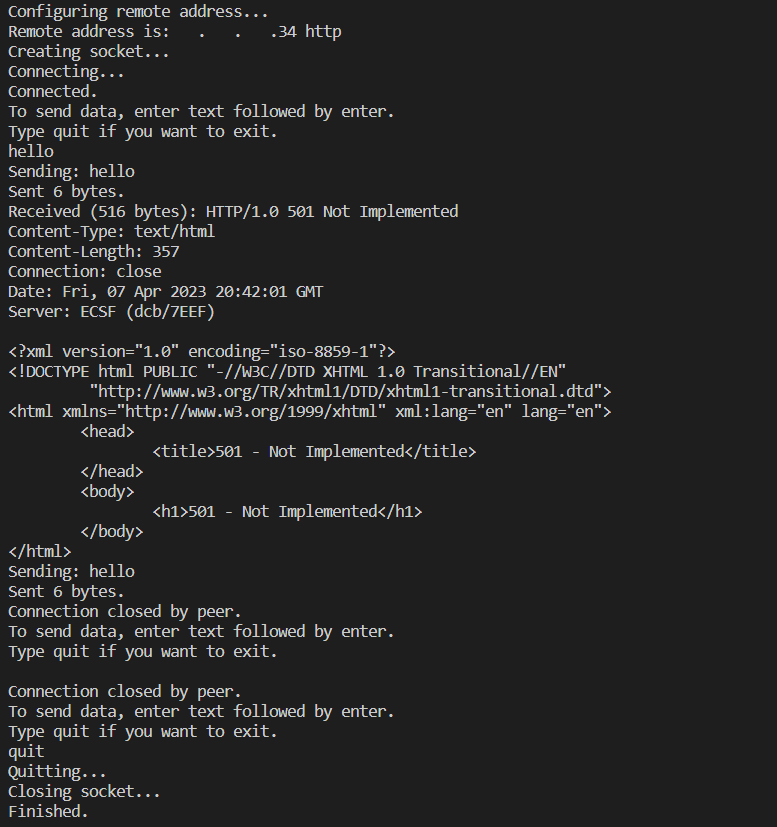 Configuring remote address...
Remote address is:   .   .   .34 http
Creating socket...
Connecting...
Connected.
To send data, enter text followed by enter.
Type quit if you want to exit.
hello
Sending: hello
Sent 6 bytes.
Received (516 bytes): HTTP/1.0 501 Not Implemented
Content-Type: text/html
Content-Length: 357
Connection: close
Date: Fri, 07 Apr 2023 20:42:01 GMT
Server: ECSF (dcb/7EEF)

<?xml version="1.0" encoding="iso-8859-1"?>
<!DOCTYPE html PUBLIC "-//W3C//DTD XHTML 1.0 Transitional//EN"
         "http://www.w3.org/TR/xhtml1/DTD/xhtml1-transitional.dtd">
<html xmlns="http://www.w3.org/1999/xhtml" xml:lang="en" lang="en">
        <head>
                <title>501 - Not Implemented</title>
        </head>
        <body>
                <h1>501 - Not Implemented</h1>
        </body>
</html>
Sending: hello
Sent 6 bytes.
Connection closed by peer.
To send data, enter text followed by enter.
Type quit if you want to exit.

Connection closed by peer.
To send data, enter text followed by enter.
Type quit if you want to exit.
quit
Quitting...
Closing socket...
Finished.